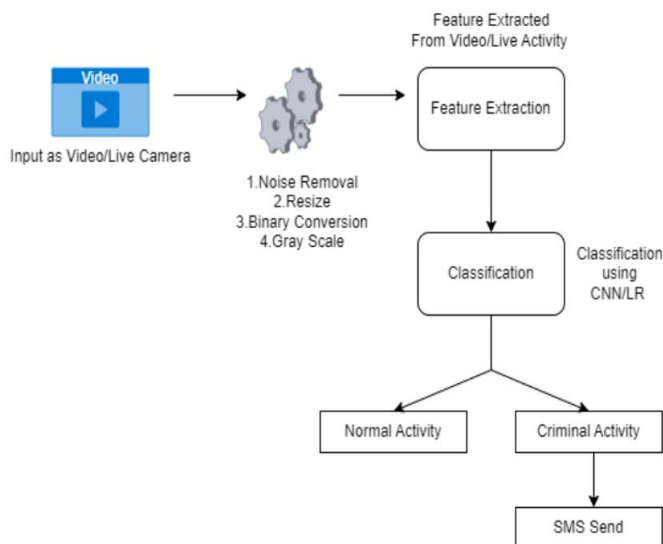 Feature Extracted
From Video/Live Activity
Video
Input as Video/Live Camera
1.Noise Removal
2.Resize
3.Binary Conversion
4.Gray Scale
Feature Extraction
Classification
Classification
using
CNN/LR
Normal Activity
Criminal Activity
SMS Send